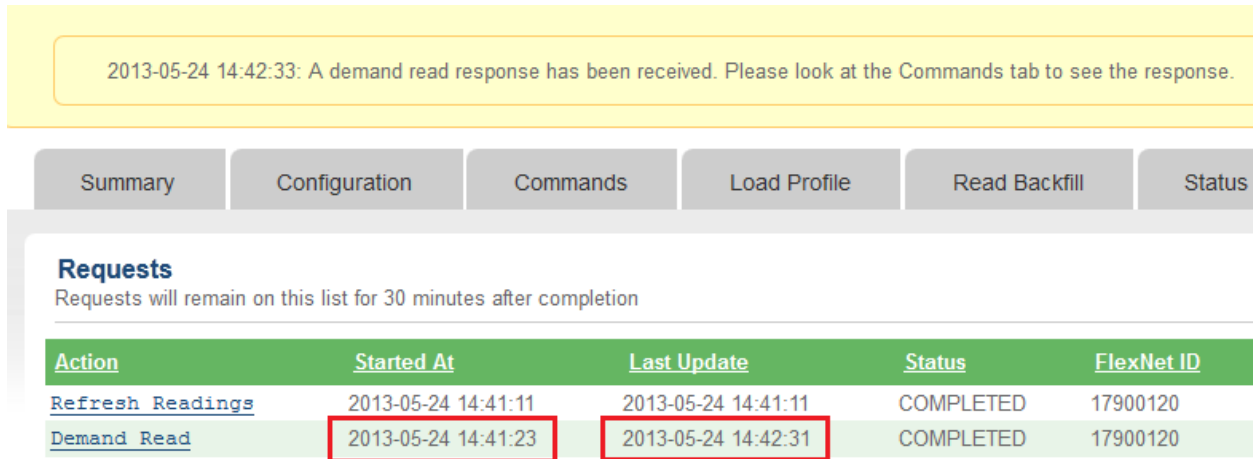 2013-05-24 14:42:33: A demand read response has been received. Please look at the Commands tab to see the response.
Summary Configuration Commands Load Profile Read Backfill Status
Requests
Requests will remain on this list for 30 minutes after completion
Action Started At Last Update Status FlexNet ID
Refresh Readings 2013-05-24 14:41:11 2013-05-24 14:41:11 COMPLETED 17900120
Demand Read 2013-05-24 14:41:23 2013-05-24 14:42:31 COMPLETED 17900120